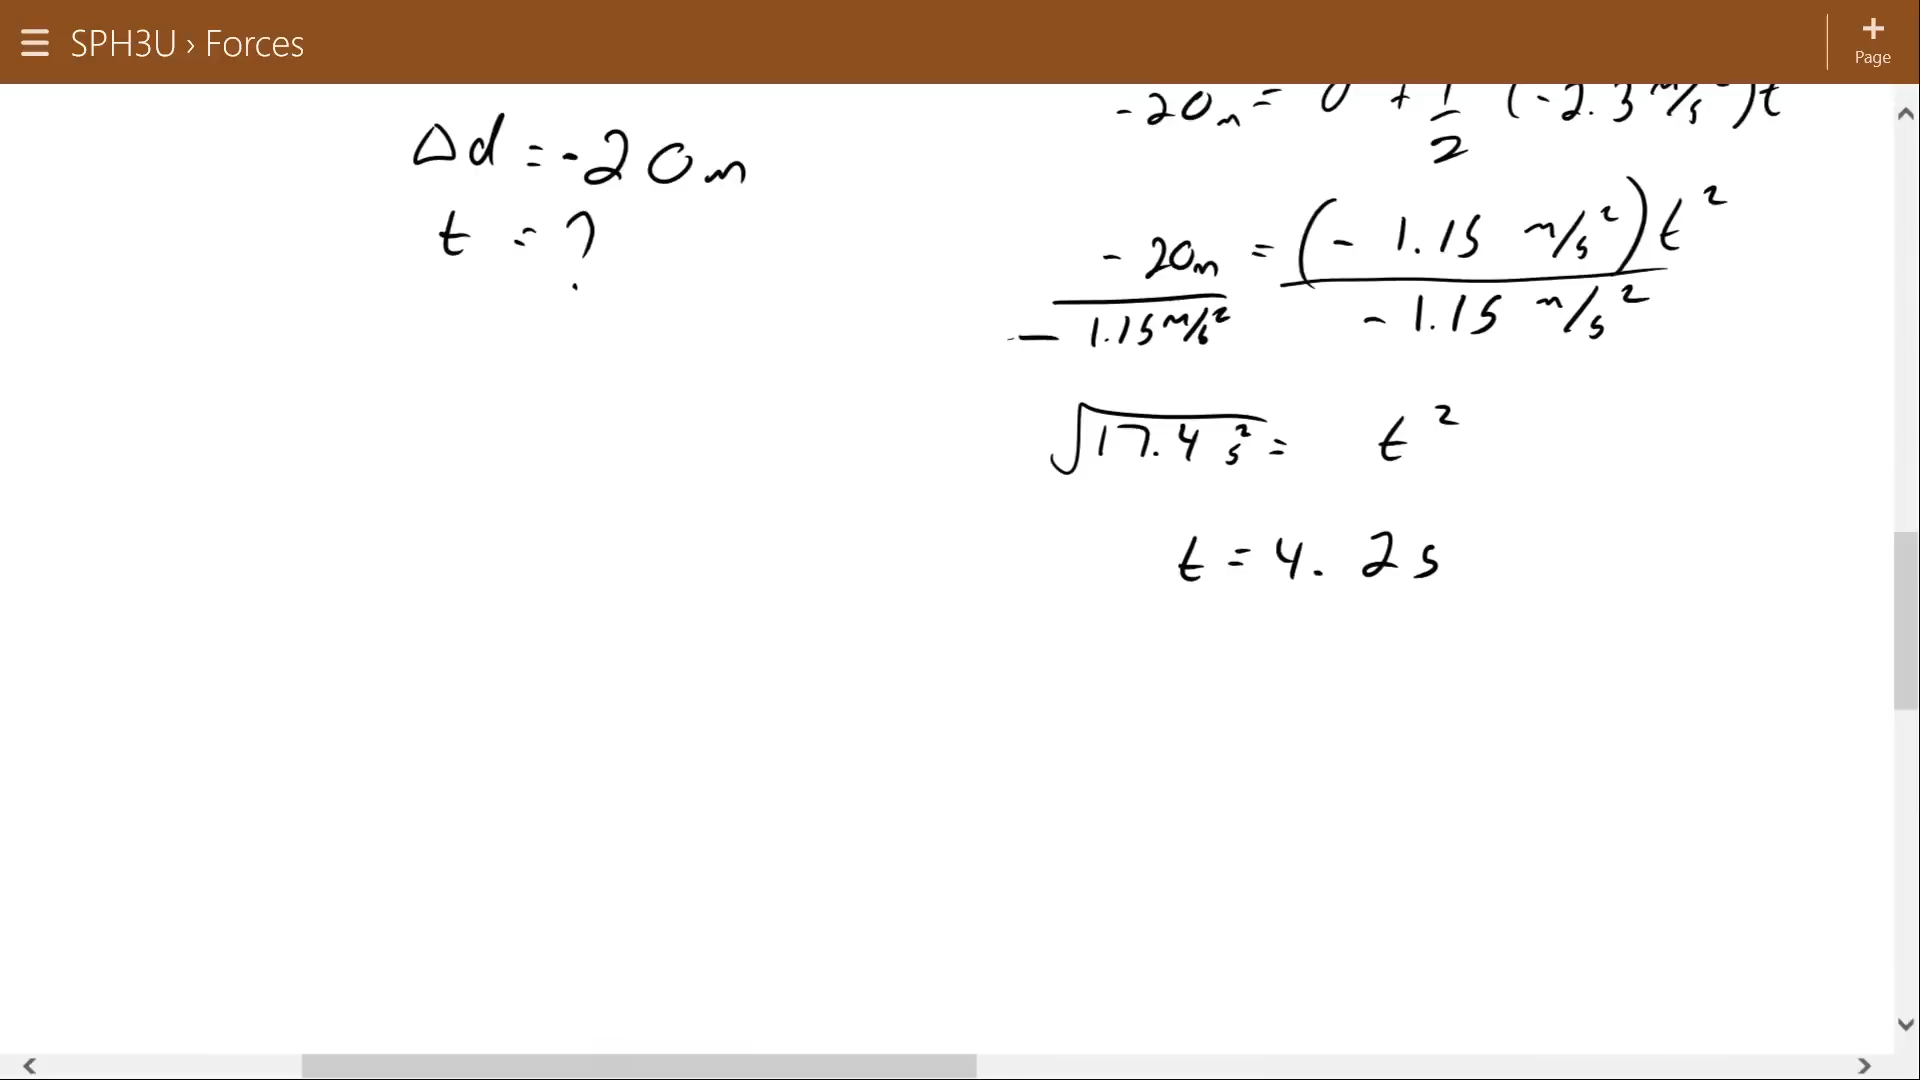 SPH3U › Forces
+ Page
Δd = -20m
t = ?
-20m = 0 + 1/2 (-2.3 m/s²)t
-20m / -1.15 m/s² = (-1.15 m/s²)t² / -1.15 m/s²
√17.4 s² = t²
t = 4.2s